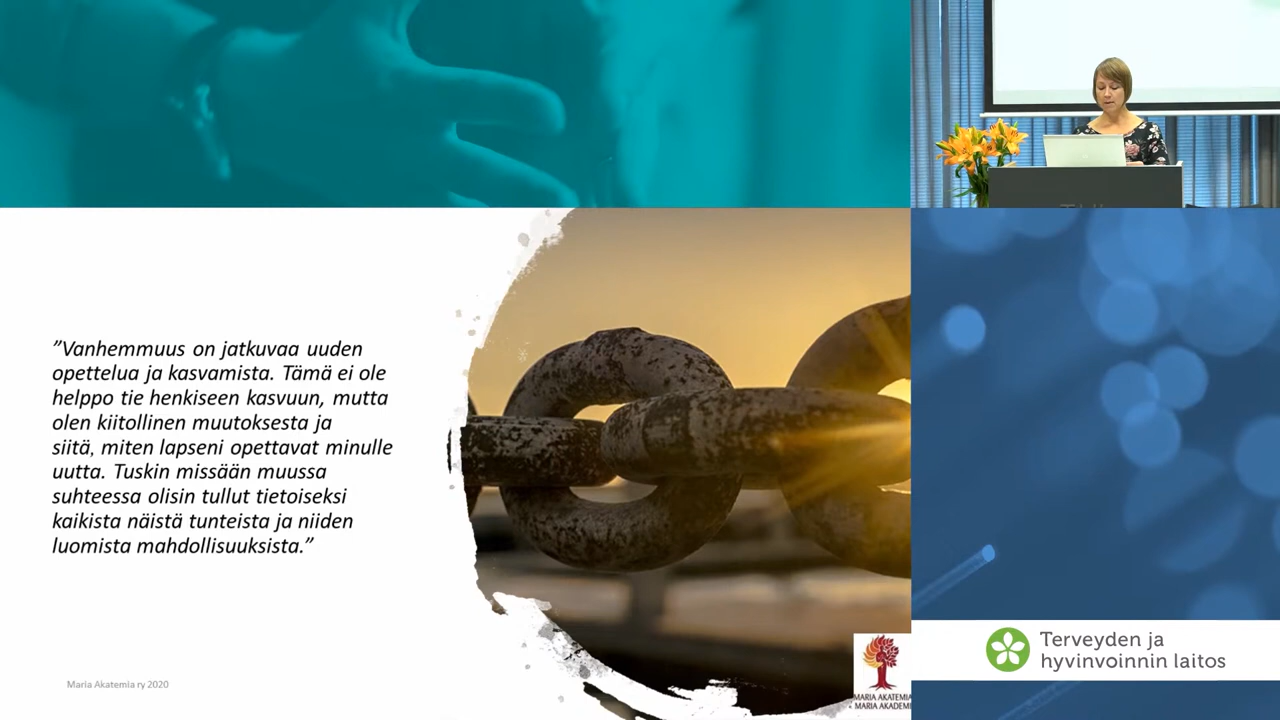 ”Vanhemmuus on jatkuvaa uuden
opettelua ja kasvamista. Tämä ei ole
helppo tie henkiseen kasvuun, mutta
olen kiitollinen muutoksesta ja
siitä, miten lapseni opettavat minulle
uutta. Tuskin missään muussa
suhteessa olisin tullut tietoiseksi
kaikista näistä tunteista ja niiden
luomista mahdollisuuksista.”
Maria Akatemia ry 2020
MARIA AKATEMIA
MARIA AKADEMI
Terveyden ja
hyvinvoinnin laitos